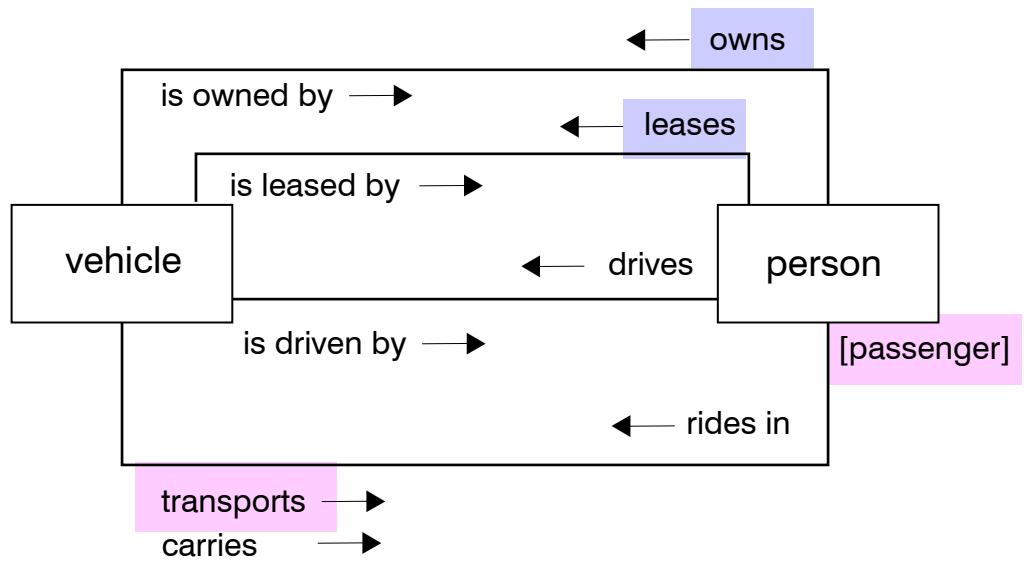 owns
is owned by
leases
is leased by
vehicle
drives
person
is driven by
[passenger]
rides in
transports
carries